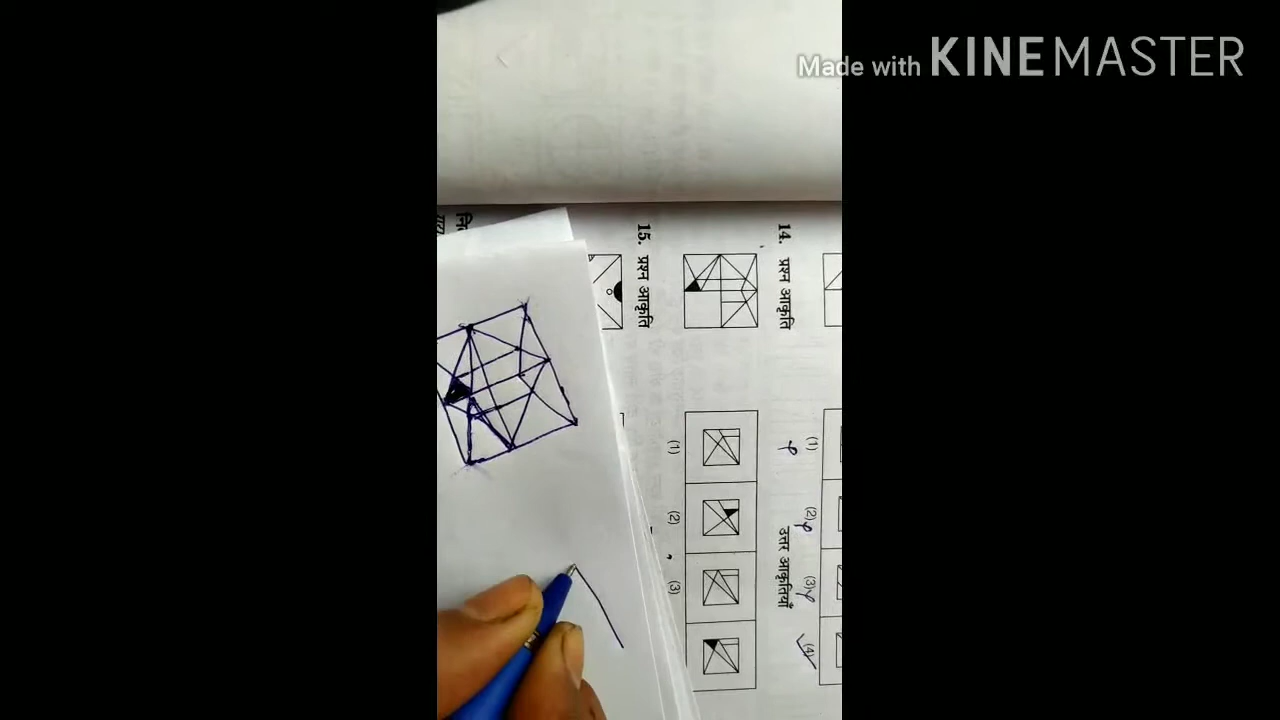 Made with KINEMASTER
14. प्रश्न आकृति
उत्तर आकृतियाँ
(1)
(2)
(3)
(4)
(1)
(2)
(3)
15. प्रश्न आकृति